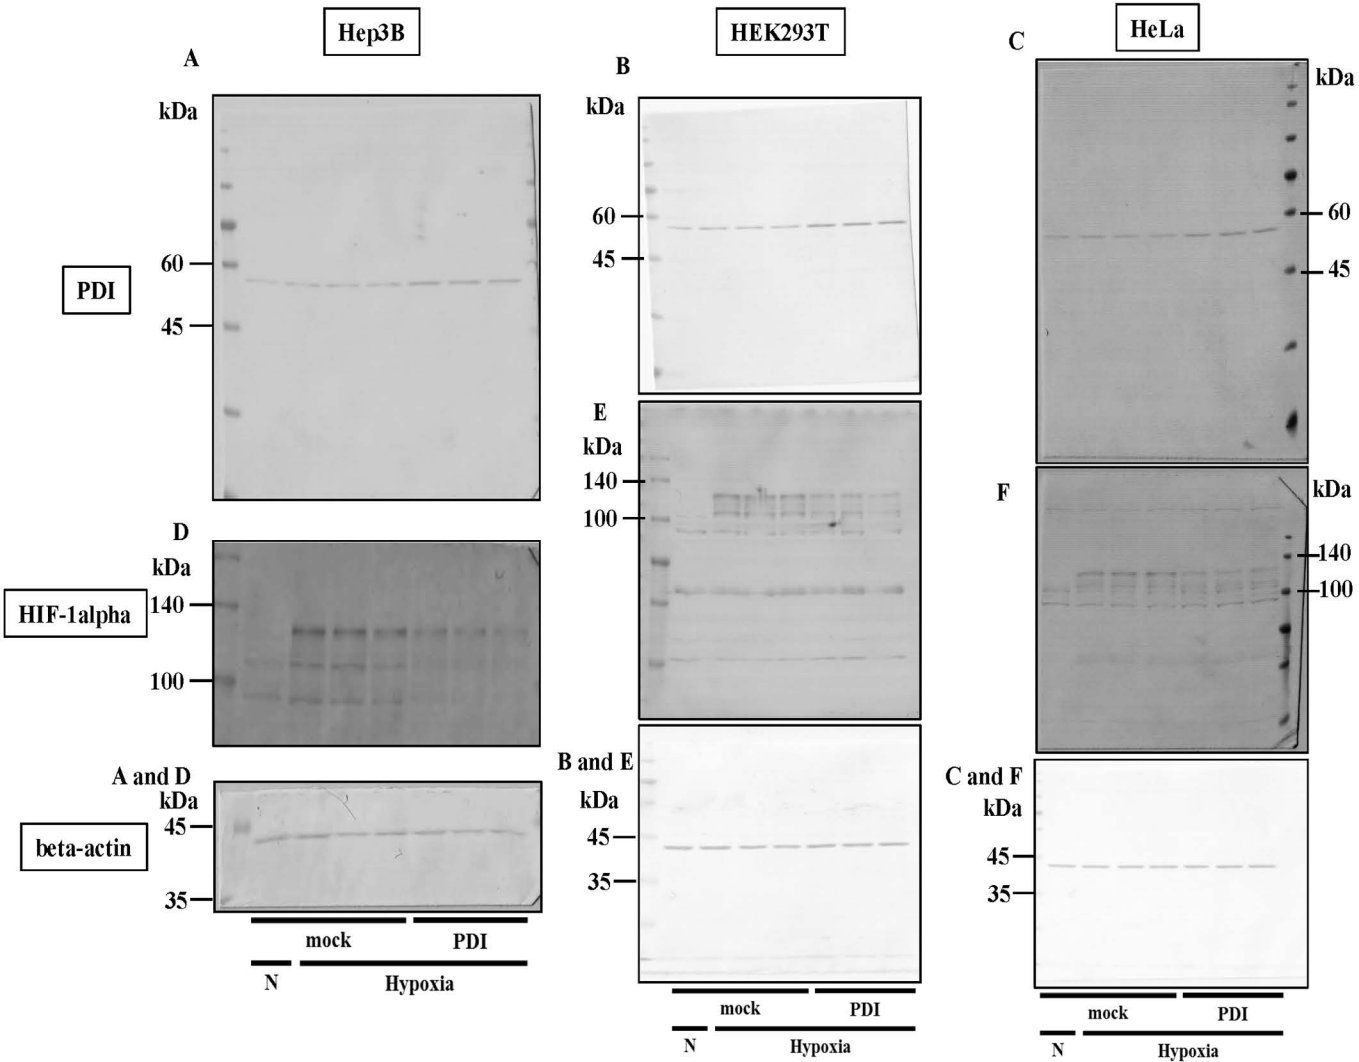 Hep3B
HEK293T
HeLa
A
kDa
60
45
PDI
B
kDa
60
45
C
kDa
60
45
D
kDa
140
100
HIF-1alpha
E
kDa
140
100
F
kDa
140
100
A and D
kDa
45
35
beta-actin
B and E
kDa
45
35
C and F
kDa
45
35
mock PDI
N Hypoxia
mock PDI
N Hypoxia
mock PDI
N Hypoxia